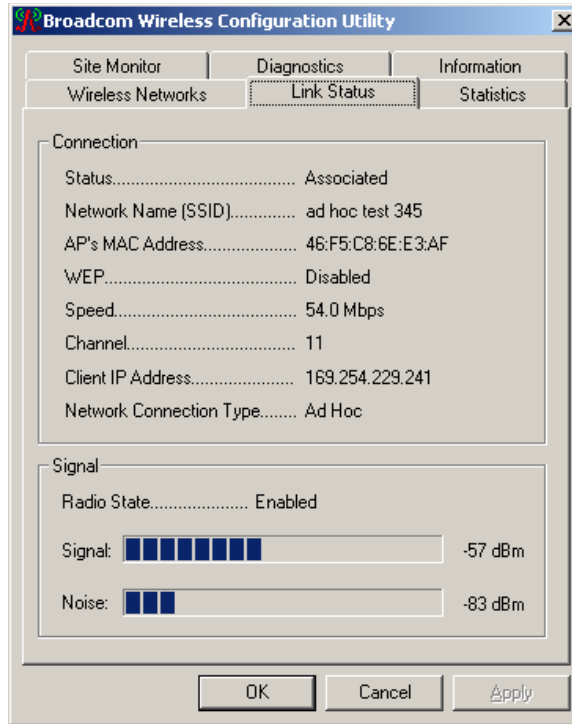 Broadcom Wireless Configuration Utility
Site Monitor Diagnostics Information
Wireless Networks Link Status Statistics
Connection
Status..................................... Associated
Network Name (SSID)............. ad hoc test 345
AP's MAC Address................... 46:F5:C8:6E:E3:AF
WEP....................................... Disabled
Speed..................................... 54.0 Mbps
Channel................................... 11
Client IP Address..................... 169.254.229.241
Network Connection Type........ Ad Hoc
Signal
Radio State.................... Enabled
Signal: -57 dBm
Noise: -83 dBm
OK Cancel Apply